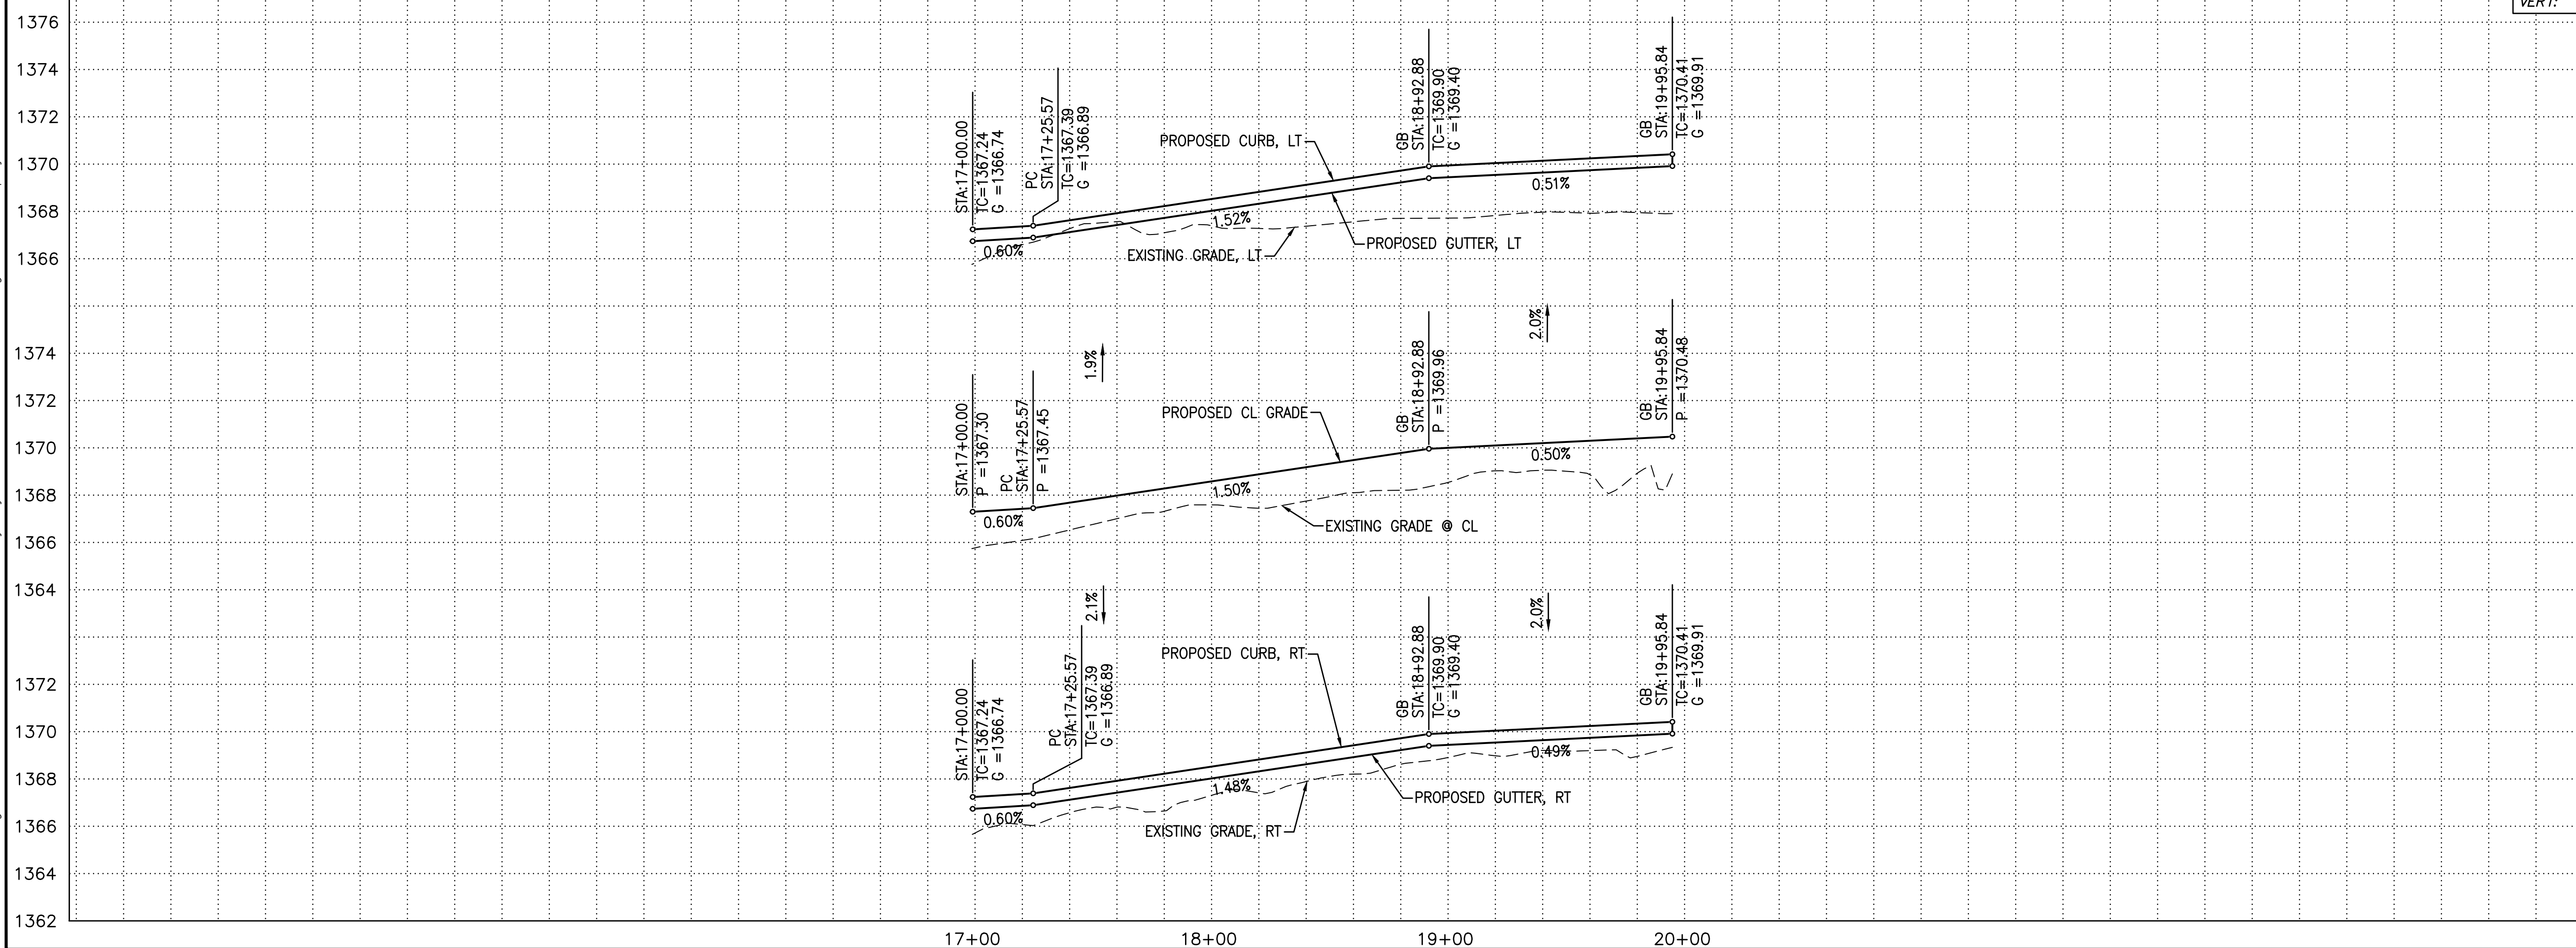 VERT:
1376
1374
1372
1370
1368
1366
STA:17+00.00
TC=1367.24
G =1366.74
PC
STA:17+25.57
TC=1367.39
G =1366.89
GB
STA:18+92.88
TC=1369.90
G =1369.40
GB
STA:19+95.84
TC=1370.41
G =1369.91
PROPOSED CURB, LT
PROPOSED GUTTER, LT
EXISTING GRADE, LT
0.60%
1.52%
0.51%
1374
1372
1370
1368
1366
1364
STA:17+00.00
P =1367.30
PC
STA:17+25.57
P =1367.45
1.9%
GB
STA:18+92.88
P =1369.96
2.0%
GB
STA:19+95.84
P =1370.48
PROPOSED CL GRADE
EXISTING GRADE @ CL
0.60%
1.50%
0.50%
1372
1370
1368
1366
1364
1362
STA:17+00.00
TC=1367.24
G =1366.74
PC
STA:17+25.57
TC=1367.39
G =1366.89
2.1%
GB
STA:18+92.88
TC=1369.90
G =1369.40
2.0%
GB
STA:19+95.84
TC=1370.41
G =1369.91
PROPOSED CURB, RT
PROPOSED GUTTER, RT
EXISTING GRADE, RT
0.60%
1.48%
0.49%
17+00
18+00
19+00
20+00